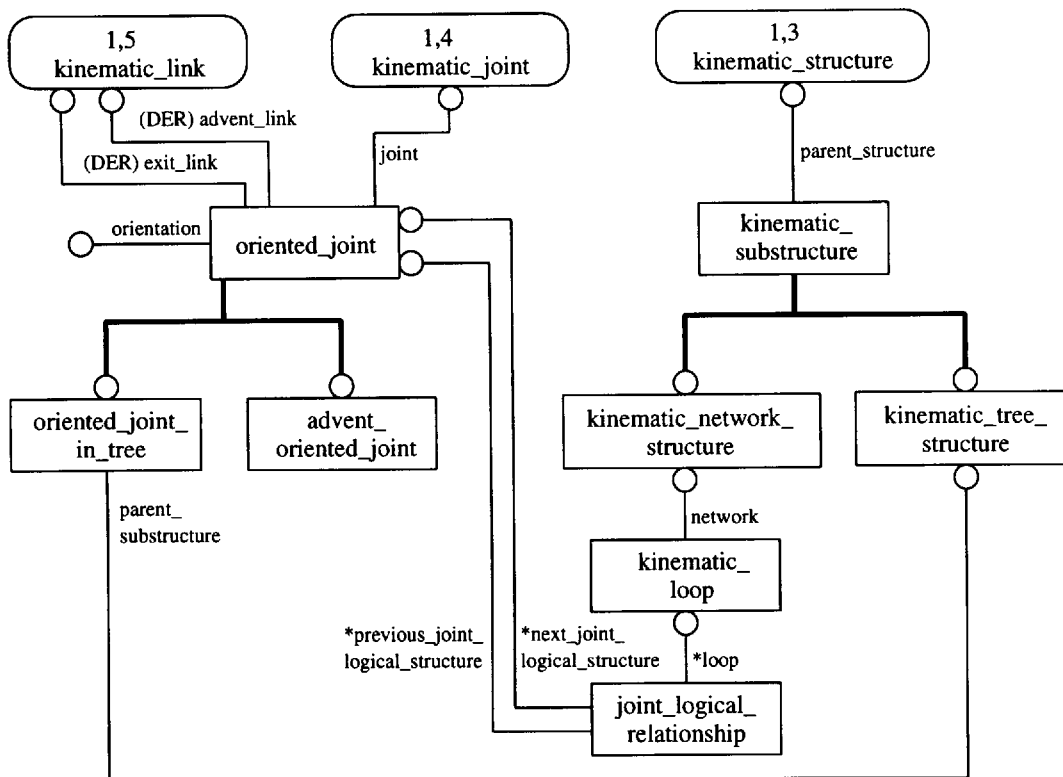 1,5
kinematic_link
1,4
kinematic_joint
1,3
kinematic_structure
(DER) advent_link
(DER) exit_link
joint
parent_structure
orientation
oriented_joint
kinematic_
substructure
oriented_joint_
in_tree
advent_
oriented_joint
kinematic_network_
structure
kinematic_tree_
structure
parent_
substructure
network
kinematic_
loop
*previous_joint_
logical_structure
*next_joint_
logical_structure
*loop
joint_logical_
relationship